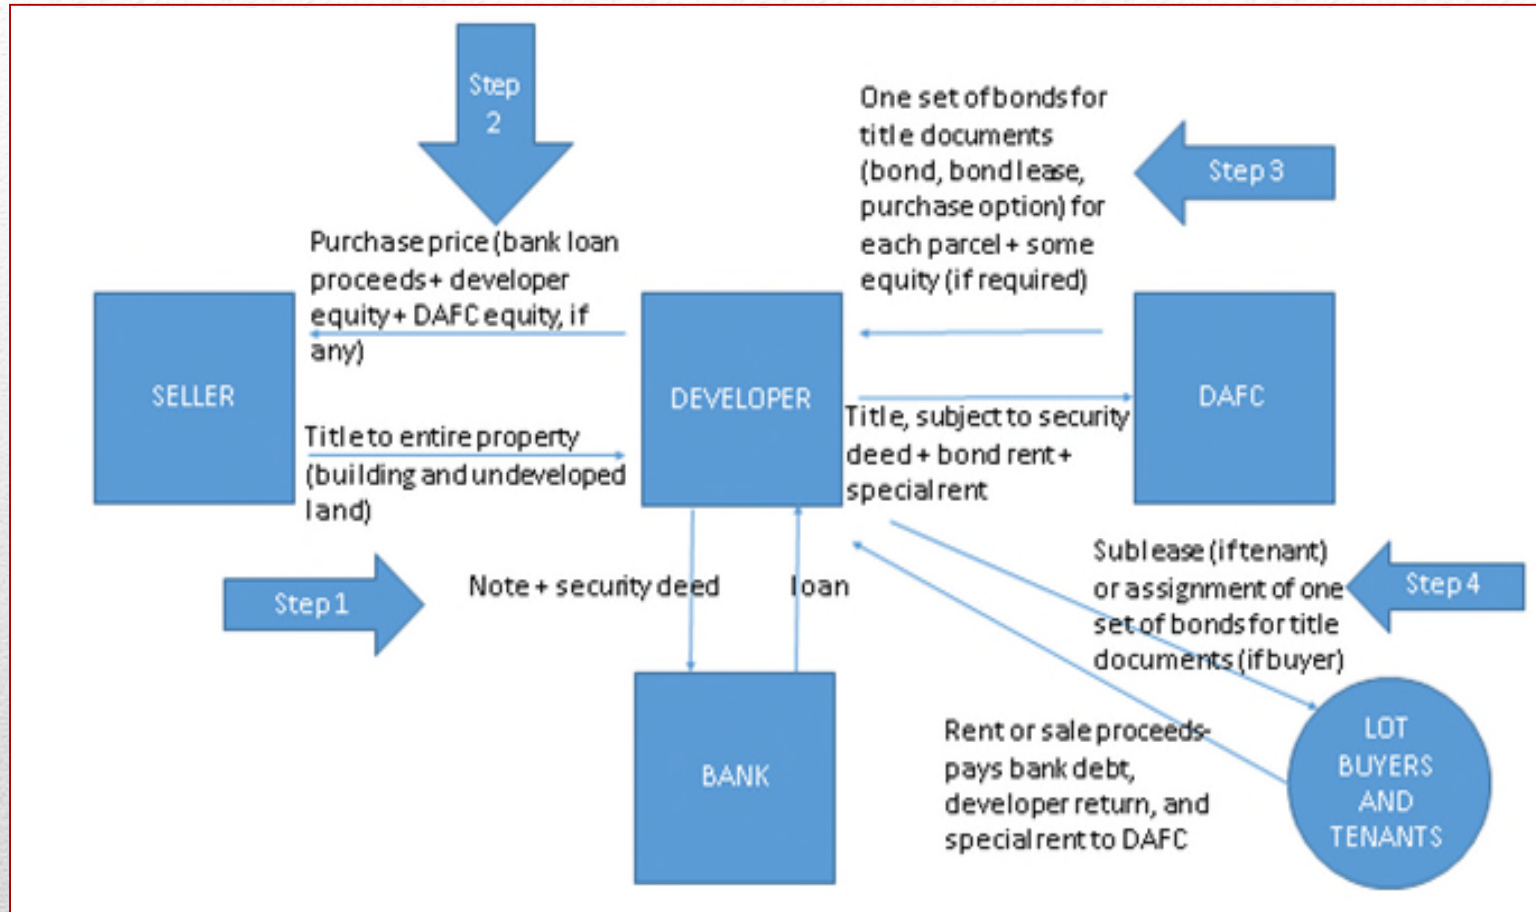 Step
2
One set of bonds for
title documents
(bond, bond lease,
purchase option) for
each parcel + some
equity (if required)
Step 3
Purchase price (bank loan
proceeds + developer
equity + DAFC equity, if
any)
SELLER
DEVELOPER
DAFC
Title to entire property
(building and undeveloped
land)
Title, subject to security
deed + bond rent +
special rent
Step 1
Note + security deed
loan
Sublease (if tenant)
or assignment of one
set of bonds for title
documents (if buyer)
Step 4
BANK
Rent or sale proceeds-
pays bank debt,
developer return, and
special rent to DAFC
LOT
BUYERS
AND
TENANTS